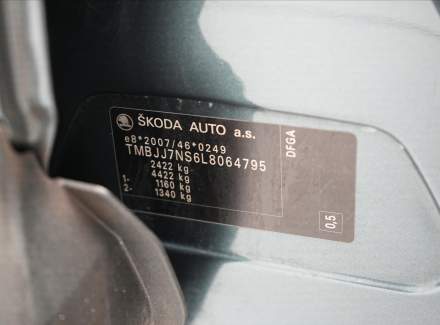 ŠKODA AUTO a.s.
e8*2007/46*0249
TMBJJ7NS6L8064795
2422 kg
1- 4422 kg
2- 1160 kg
1340 kg
DFGA
0,5